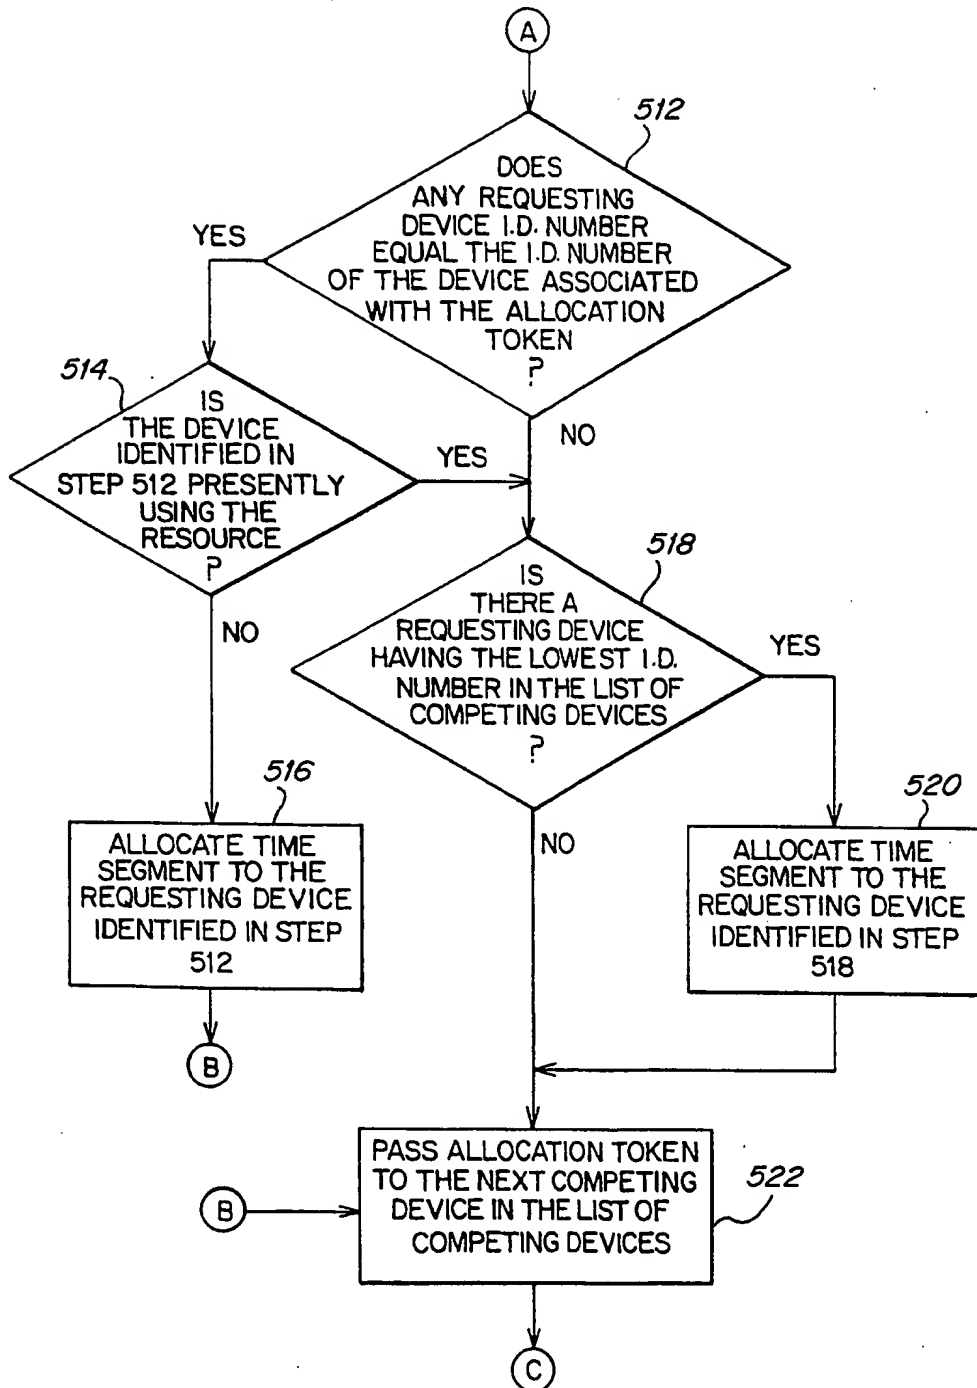 A
512
DOES
ANY REQUESTING
DEVICE I.D. NUMBER
EQUAL THE I.D. NUMBER
OF THE DEVICE ASSOCIATED
WITH THE ALLOCATION
TOKEN
?
YES
NO
514
IS
THE DEVICE
IDENTIFIED IN
STEP 512 PRESENTLY
USING THE
RESOURCE
?
YES
NO
518
IS
THERE A
REQUESTING DEVICE
HAVING THE LOWEST I.D.
NUMBER IN THE LIST OF
COMPETING DEVICES
?
YES
NO
516
ALLOCATE TIME
SEGMENT TO THE
REQUESTING DEVICE
IDENTIFIED IN STEP
512
B
520
ALLOCATE TIME
SEGMENT TO THE
REQUESTING DEVICE
IDENTIFIED IN STEP
518
B
PASS ALLOCATION TOKEN
TO THE NEXT COMPETING
DEVICE IN THE LIST OF
COMPETING DEVICES
522
C